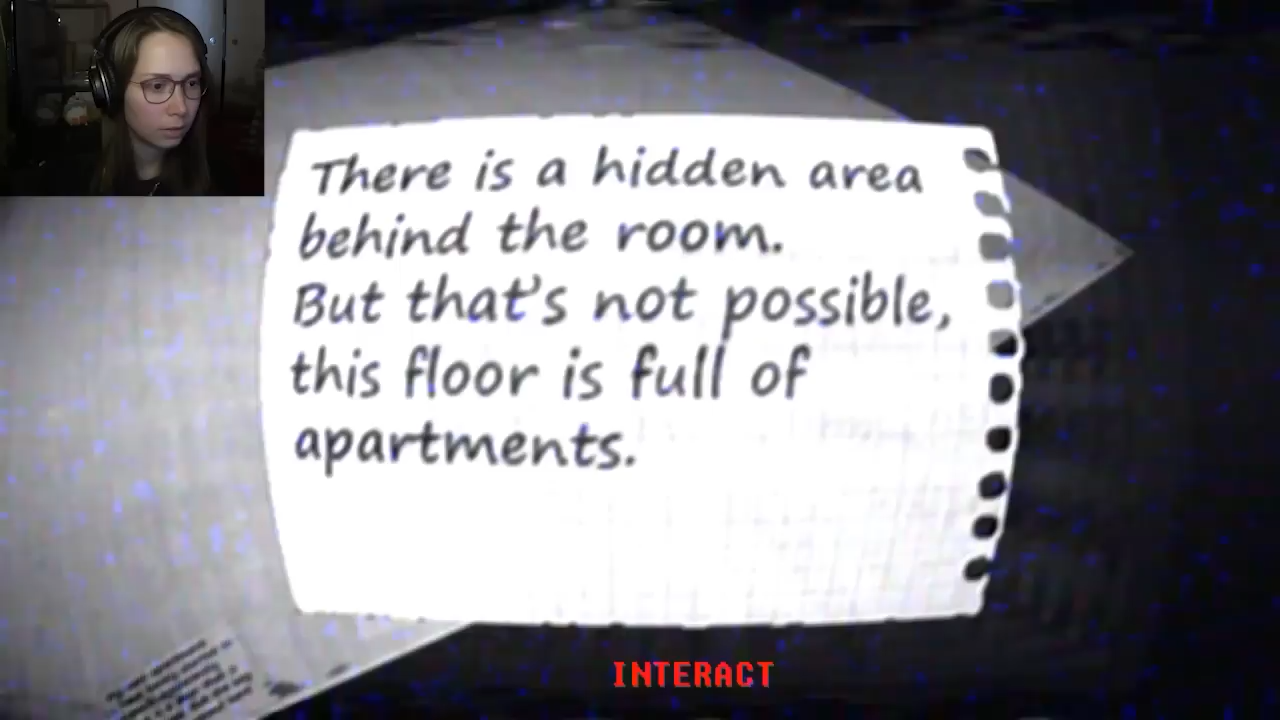 There is a hidden area
behind the room.
But that's not possible,
this floor is full of
apartments.
INTERACT